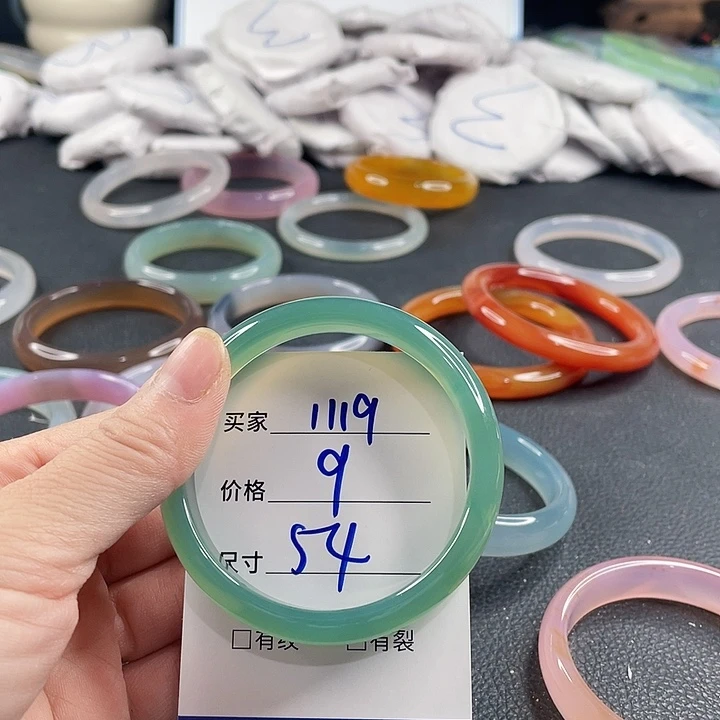 买家 1119
价格 9
尺寸 54
□有纹 □有裂